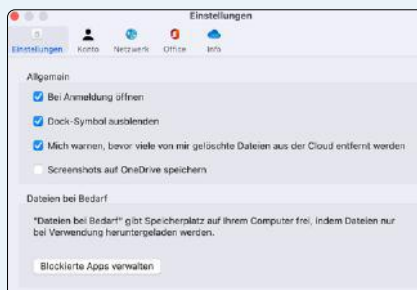 Einstellungen
Einstellungen Konto Netzwerk Office Info
Allgemein
Bei Anmeldung öffnen
Dock-Symbol ausblenden
Mich warnen, bevor viele von mir gelöschte Dateien aus der Cloud entfernt werden
Screenshots auf OneDrive speichern
Dateien bei Bedarf
"Dateien bei Bedarf" gibt Speicherplatz auf Ihrem Computer frei, indem Dateien nur
bei Verwendung heruntergeladen werden.
Blockierte Apps verwalten